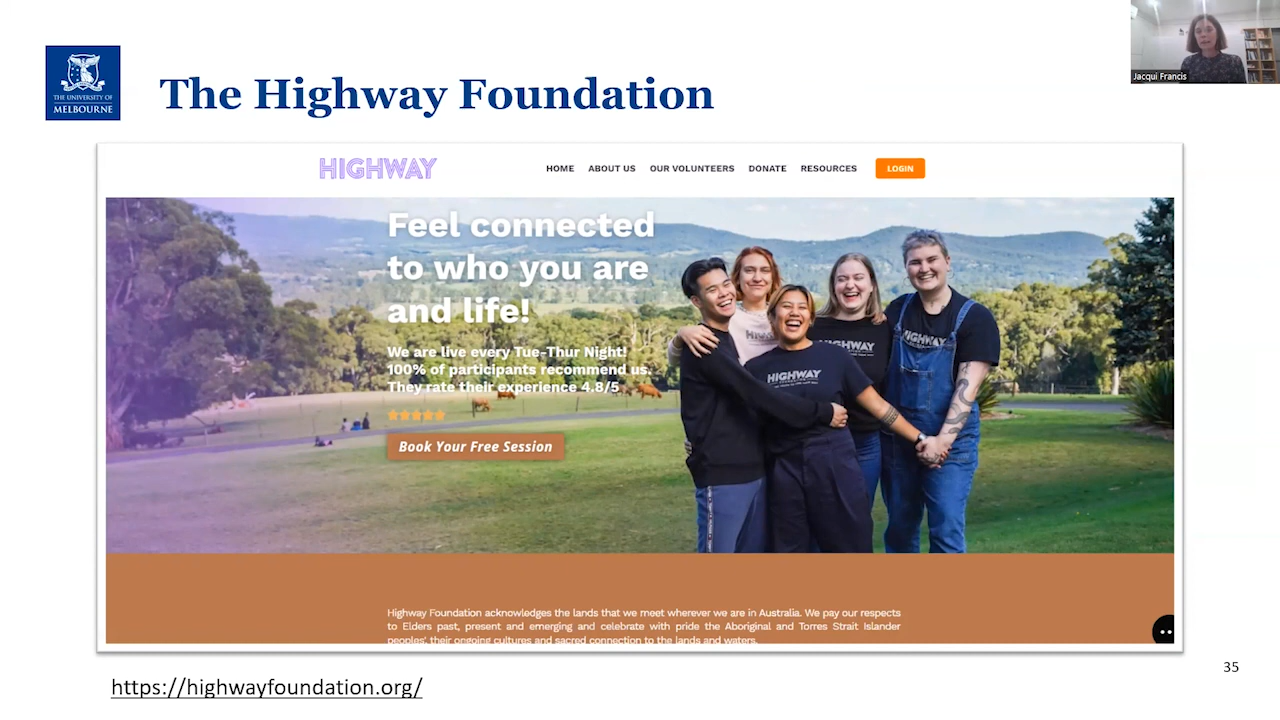 Jacqui Francis
THE UNIVERSITY OF
MELBOURNE
The Highway Foundation
HIGHWAY
HOME ABOUT US OUR VOLUNTEERS DONATE RESOURCES LOGIN
Feel connected
to who you are
and life!
We are live every Tue-Thur Night!
100% of participants recommend us.
They rate their experience 4.8/5
Book Your Free Session
HIGHWAY
HIGHWAY
HIGHWAY
HIGHWAY
Highway Foundation acknowledges the lands that we meet wherever we are in Australia. We pay our respects
to Elders past, present and emerging and celebrate with pride the Aboriginal and Torres Strait Islander
peoples', their ongoing cultures and sacred connection to the lands and waters.
35
https://highwayfoundation.org/